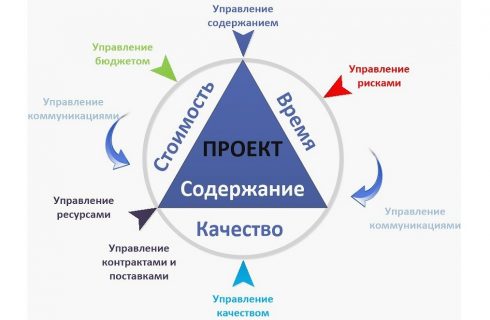 Управление
содержанием
Управление
бюджетом
Управление
рисками
Управление
коммуникациями
Стоимость
Время
ПРОЕКТ
Содержание
Управление
ресурсами
Качество
Управление
коммуникациями
Управление
контрактами и
поставками
Управление
качеством